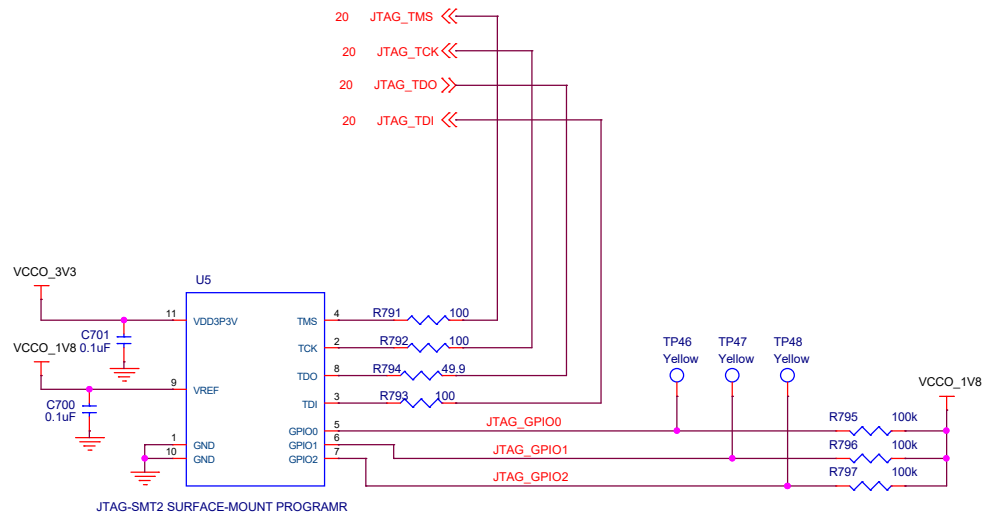 20 JTAG_TMS
20 JTAG_TCK
20 JTAG_TDO
20 JTAG_TDI
VCCO_3V3
U5
11 VDD3P3V
TMS 4 R791 100
C701
0.1uF
VCCO_1V8
TCK 2 R792 100
TP46 TP47 TP48
Yellow Yellow Yellow
9 VREF
TDO 8 R794 49.9
VCCO_1V8
C700
0.1uF
TDI 3 R793 100
GPIO0 5 JTAG_GPIO0 R795 100k
1 GND
GPIO1 6 JTAG_GPIO1 R796 100k
10 GND
GPIO2 7 JTAG_GPIO2 R797 100k
JTAG-SMT2 SURFACE-MOUNT PROGRAMR